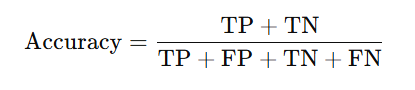 Accuracy = TP + TN / TP + FP + TN + FN